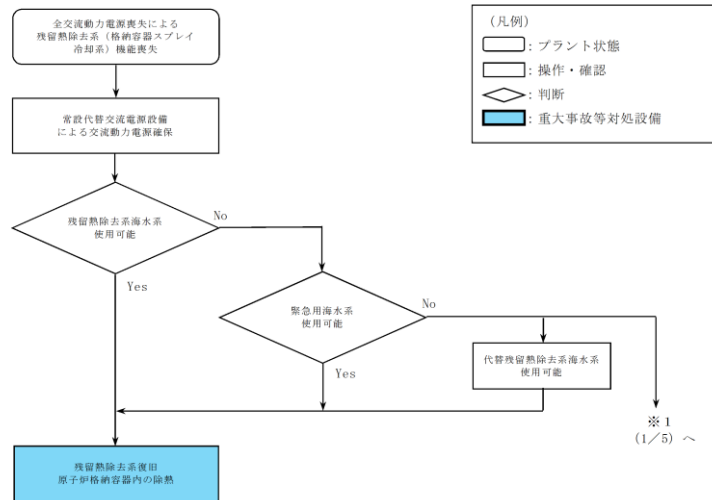 全交流動力電源喪失による
残留熱除去系(格納容器スプレイ
冷却系)機能喪失
常設代替交流電源設備
による交流動力電源確保
残留熱除去系海水系
使用可能
No
Yes
緊急用海水系
使用可能
No
Yes
代替残留熱除去系海水系
使用可能
※1
(1/5)へ
残留熱除去系復旧
原子炉格納容器内の除熱
(凡例)
:プラント状態
:操作・確認
:判断
:重大事故等対処設備